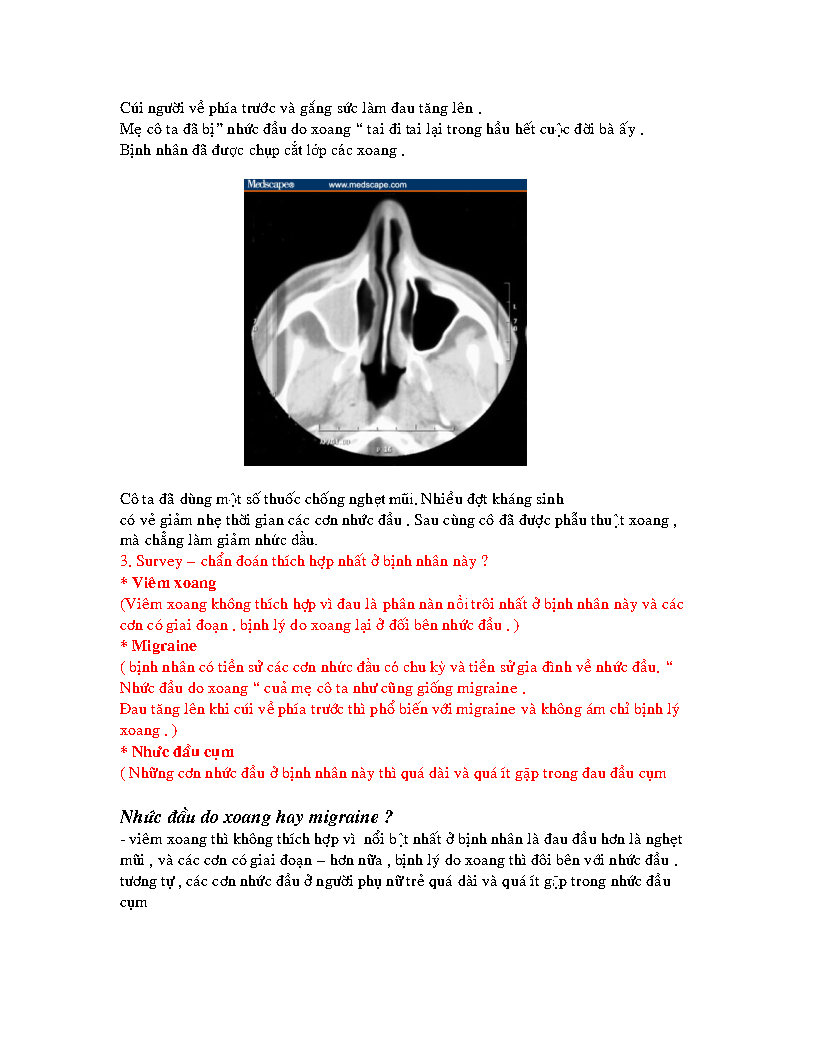 Cúi người về phía trước và gắng sức làm đau tăng lên .
Mẹ cô ta đã bị ” nhức đầu do xoang “ tai đi tai lại trong hầu hết cuộc đời bà ấy .
Bịnh nhân đã được chụp cắt lớp các xoang .
Medscape® www.medscape.com
p 16
Cô ta đã dùng một số thuốc chống nghẹt mũi. Nhiều đợt kháng sinh
có vẻ giảm nhẹ thời gian các cơn nhức đầu . Sau cùng cô đã được phẫu thuật xoang ,
mà chẳng làm giảm nhức dầu.
3. Survey – chẩn đoán thích hợp nhất ở bịnh nhân này ?
* Viêm xoang
(Viêm xoang không thích hợp vì đau là phân nàn nổi trôi nhất ở bịnh nhân này và các
cơn có giai đoạn . bịnh lý do xoang lại ở đối bên nhức đầu . )
* Migraine
( bịnh nhân có tiền sử các cơn nhức đầu có chu kỳ và tiền sử gia đình về nhức đầu. “
Nhức đầu do xoang “ cuả mẹ cô ta như cũng giống migraine .
Đau tăng lên khi cúi về phía trước thì phổ biến với migraine và không ám chỉ bịnh lý
xoang . )
* Nhức đầu cụm
( Những cơn nhức đầu ở bịnh nhân này thì quá dài và quá ít gặp trong đau đầu cụm
Nhức đầu do xoang hay migraine ?
- viêm xoang thì không thích hợp vì nổi bật nhất ở bịnh nhân là đau đầu hơn là nghẹt
mũi , và các cơn có giai đoạn – hơn nữa , bịnh lý do xoang thì đôi bên với nhức đầu .
tương tự , các cơn nhức đầu ở người phụ nữ trẻ quá dài và quá ít gặp trong nhức đầu
cụm